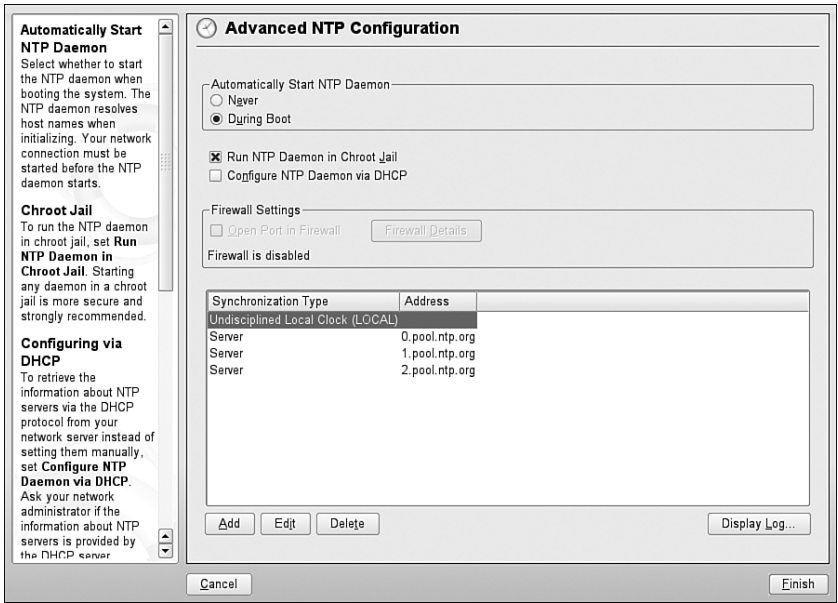 Automatically Start
NTP Daemon
Select whether to start
the NTP daemon when
booting the system. The
NTP daemon resolves
host names when
initializing. Your network
connection must be
started before the NTP
daemon starts.
Chroot Jail
To run the NTP daemon
in chroot jail, set Run
NTP Daemon in
Chroot Jail. Starting
any daemon in a chroot
jail is more secure and
strongly recommended.
Configuring via
DHCP
To retrieve the
information about NTP
servers via the DHCP
protocol from your
network server instead of
setting them manually,
set Configure NTP
Daemon via DHCP.
Ask your network
administrator if the
information about NTP
servers is provided by
the DHCP server
Advanced NTP Configuration
Automatically Start NTP Daemon
Never
During Boot
Run NTP Daemon in Chroot Jail
Configure NTP Daemon via DHCP
Firewall Settings
Open Port in Firewall Firewall Details
Firewall is disabled
Synchronization Type Address
Undisciplined Local Clock (LOCAL)
Server 0.pool.ntp.org
Server 1.pool.ntp.org
Server 2.pool.ntp.org
Add Edit Delete Display Log...
Cancel Finish